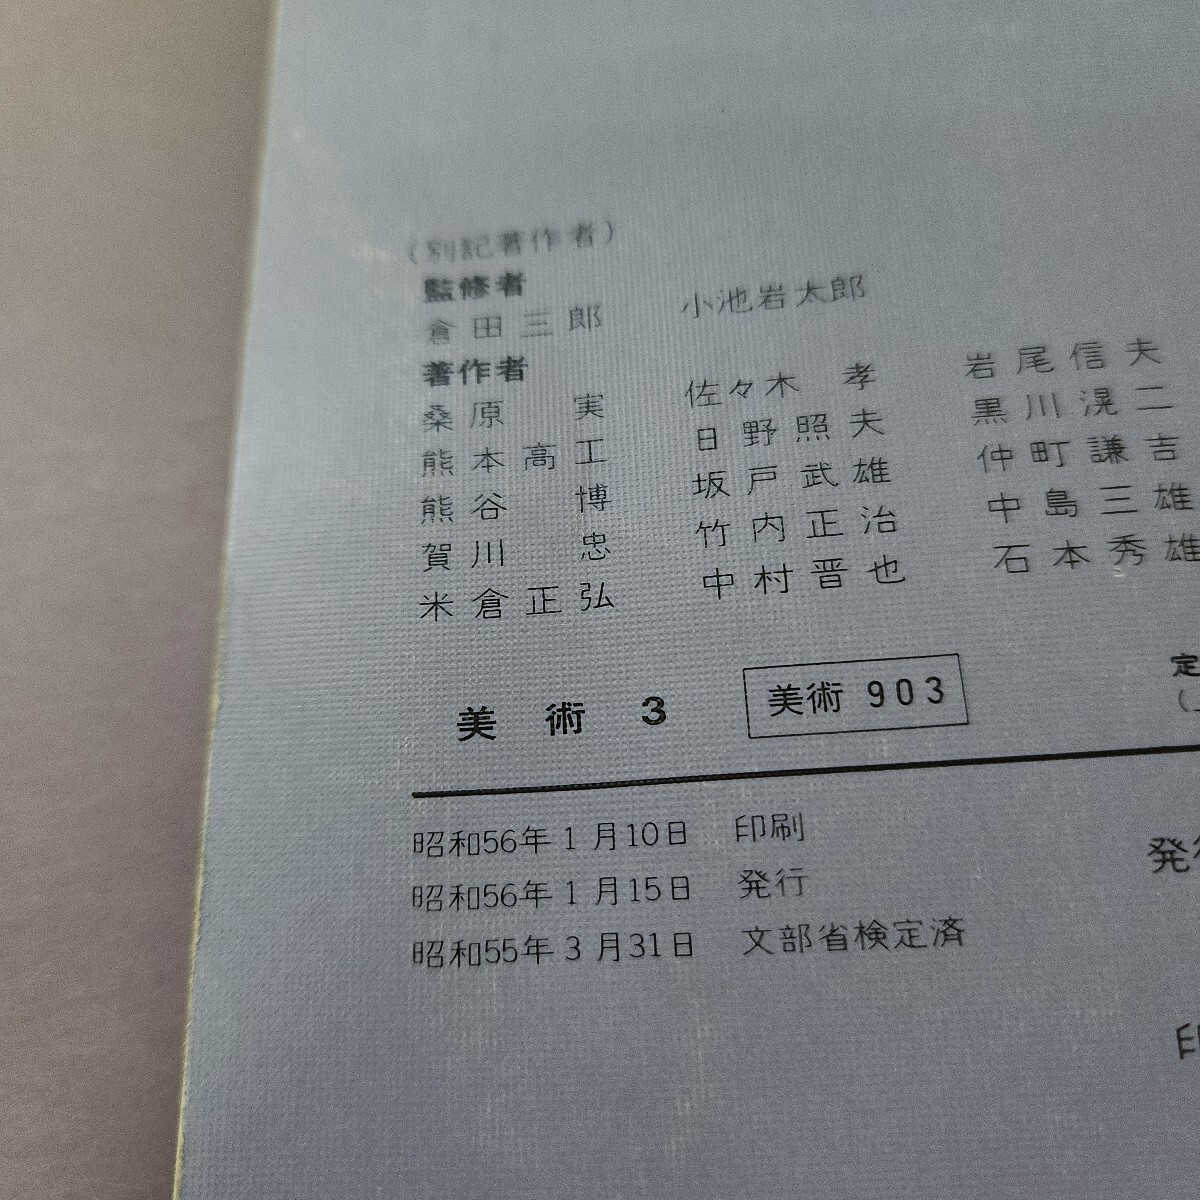 (別記著作者)
監修者
倉田三郎 小池岩太郎
著作者
桑原 実 佐々木 孝 岩尾信夫
熊本高工 日野照夫 黒川滉二
熊谷 博 坂戸武雄 仲町謙吉
賀川 忠 竹内正治 中島三雄
米倉正弘 中村晋也 石本秀雄
美術 3 美術 903 定
昭和56年1月10日 印刷
昭和56年1月15日 発行 発行
昭和55年3月31日 文部省検定済
印